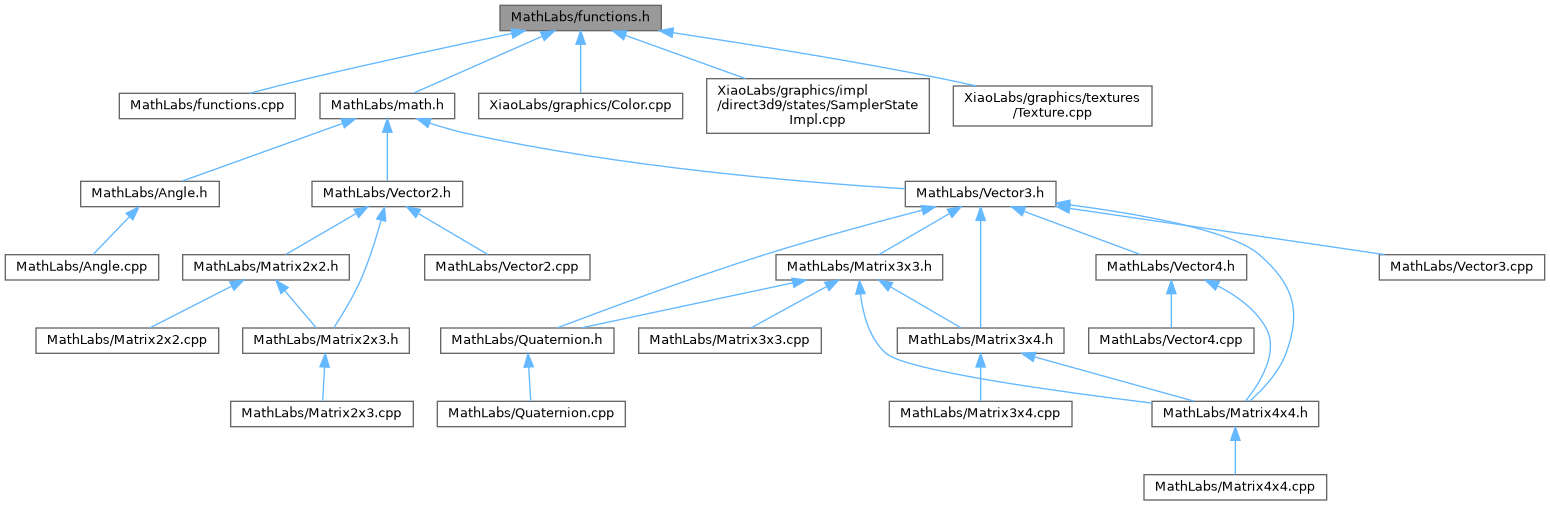 MathLabs/functions.h
MathLabs/functions.cpp
MathLabs/math.h
XiaoLabs/graphics/Color.cpp
XiaoLabs/graphics/impl
/direct3d9/states/SamplerState
Impl.cpp
XiaoLabs/graphics/textures
/Texture.cpp
MathLabs/Angle.h
MathLabs/Vector2.h
MathLabs/Vector3.h
MathLabs/Angle.cpp
MathLabs/Matrix2x2.h
MathLabs/Vector2.cpp
MathLabs/Matrix3x3.h
MathLabs/Vector4.h
MathLabs/Vector3.cpp
MathLabs/Matrix2x2.cpp
MathLabs/Matrix2x3.h
MathLabs/Quaternion.h
MathLabs/Matrix3x3.cpp
MathLabs/Matrix3x4.h
MathLabs/Vector4.cpp
MathLabs/Matrix2x3.cpp
MathLabs/Quaternion.cpp
MathLabs/Matrix3x4.cpp
MathLabs/Matrix4x4.h
MathLabs/Matrix4x4.cpp